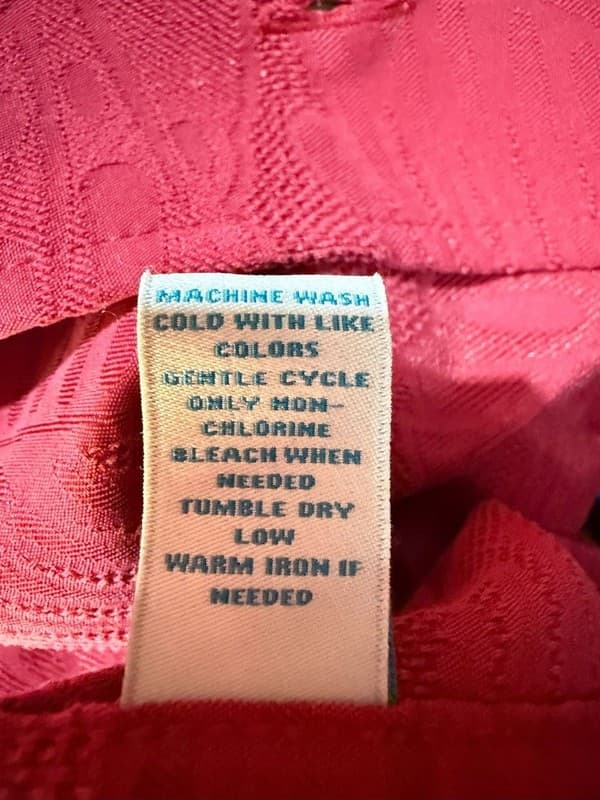 MACHINE WASH
COLD WITH LIKE
COLORS
GENTLE CYCLE
ONLY NON-
CHLORINE
BLEACH WHEN
NEEDED
TUMBLE DRY
LOW
WARM IRON IF
NEEDED